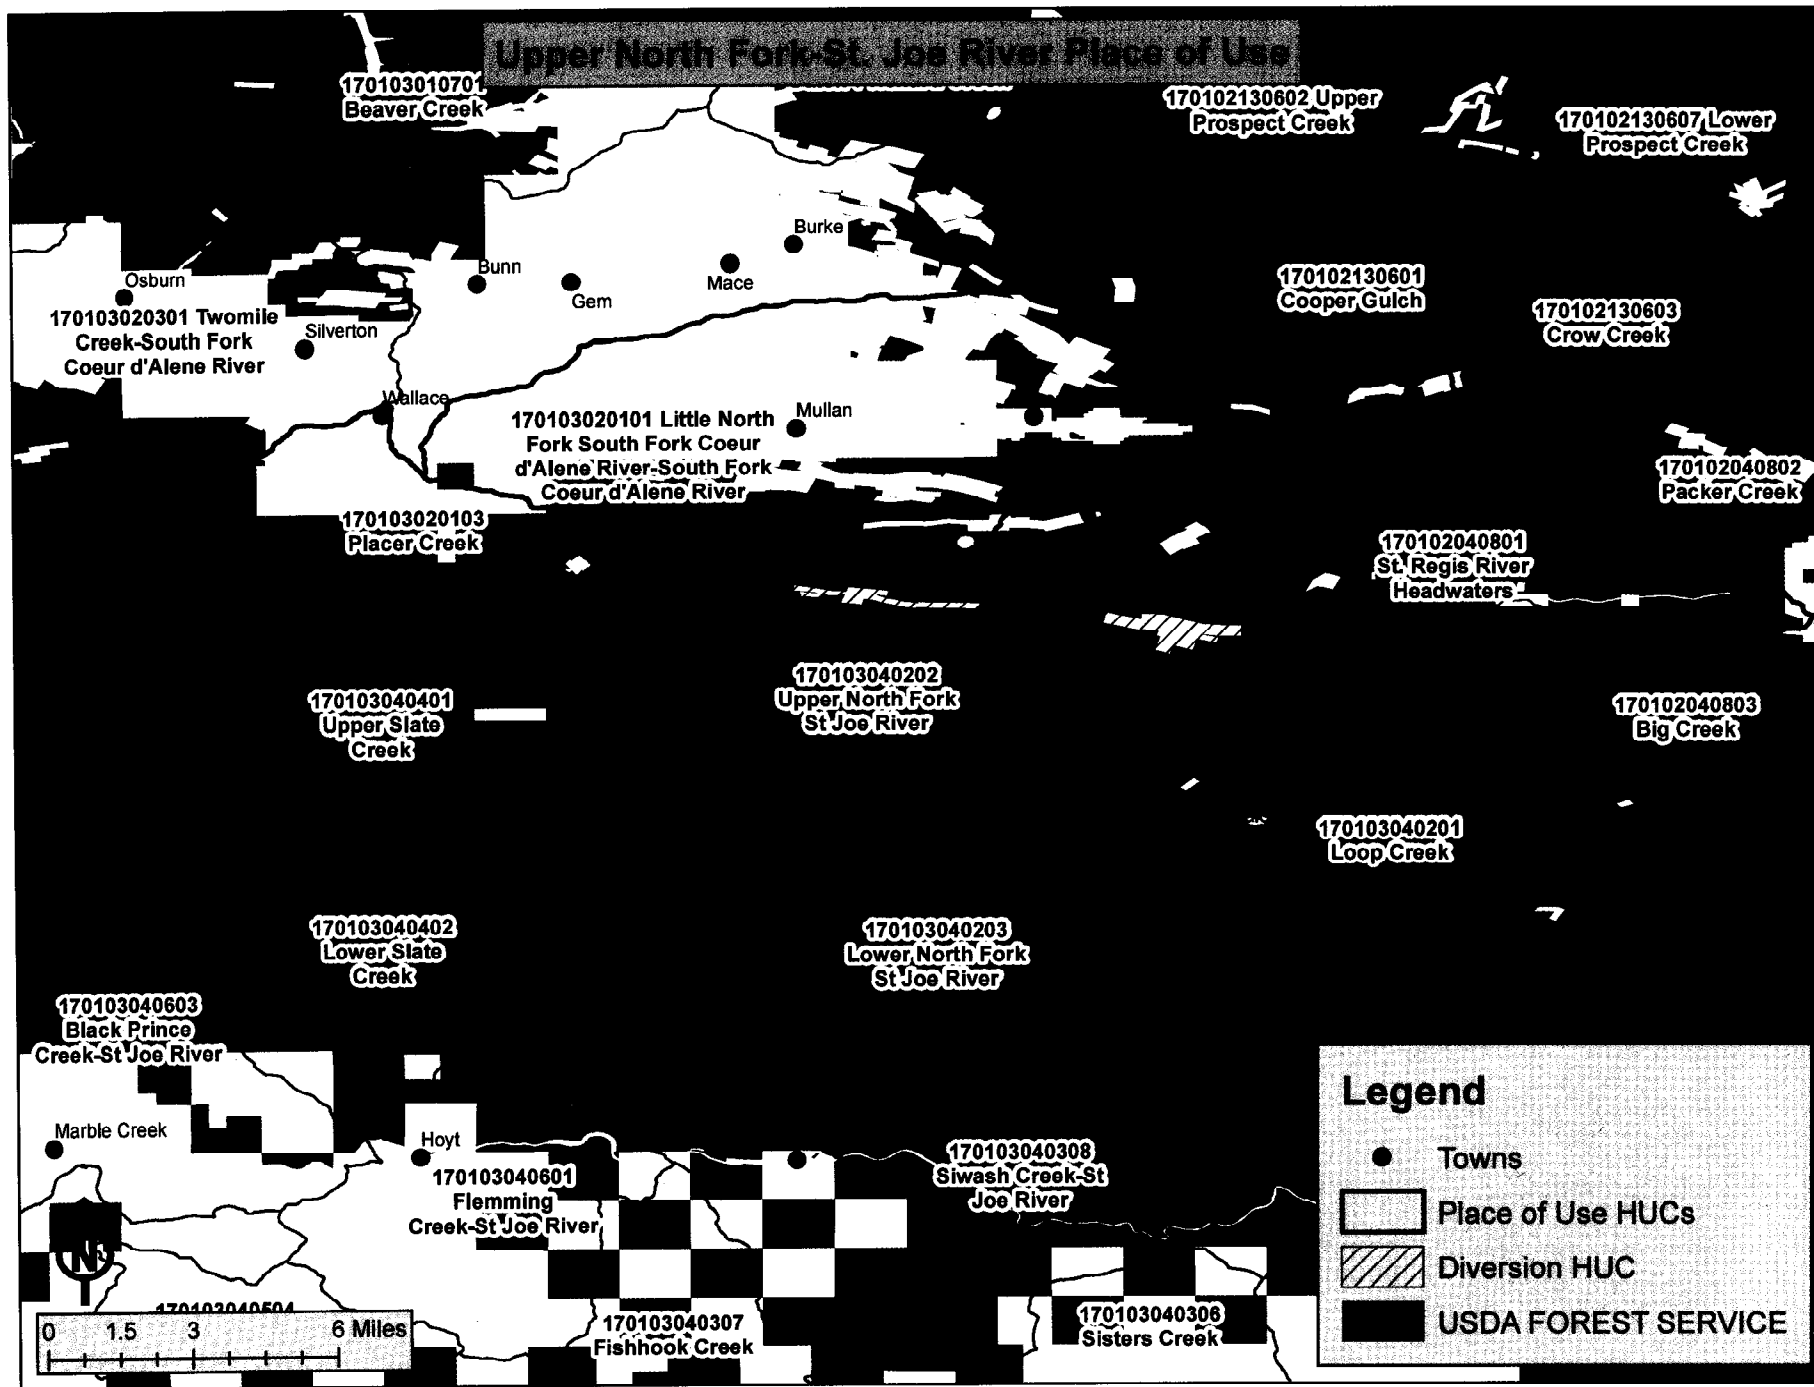 Upper North Fork-St. Joe River Place of Use
170103010701
Beaver Creek
170102130602 Upper
Prospect Creek
170102130607 Lower
Prospect Creek
Burke
Bunn
Mace
Gem
Osburn
170103020301 Twomile
Creek-South Fork
Coeur d'Alene River
Silverton
170102130601
Cooper Gulch
170102130603
Crow Creek
Wallace
170103020101 Little North
Fork South Fork Coeur
d'Alene River-South Fork
Coeur d'Alene River
Mullan
170102040802
Packer Creek
170103020103
Placer Creek
170102040801
St. Regis River
Headwaters
170103040401
Upper Slate
Creek
170103040202
Upper North Fork
St Joe River
170102040803
Big Creek
170103040201
Loop Creek
170103040402
Lower Slate
Creek
170103040203
Lower North Fork
St Joe River
170103040603
Black Prince
Creek-St Joe River
Marble Creek
Hoyt
170103040601
Flemming
Creek-St Joe River
170103040308
Siwash Creek-St
Joe River
N
170103040504
170103040307
Fishhook Creek
170103040306
Sisters Creek
0 1.5 3 6 Miles
Legend
Towns
Place of Use HUCs
Diversion HUC
USDA FOREST SERVICE